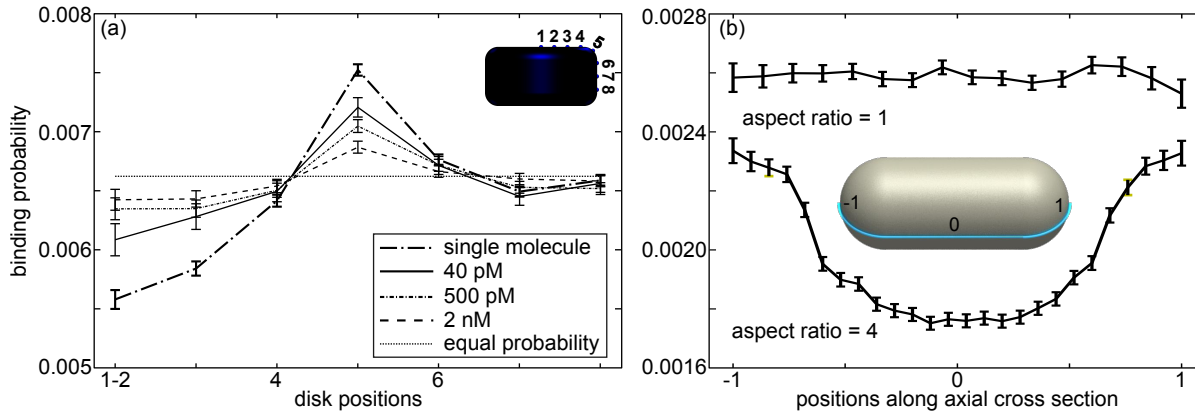 0.008
(a)
1 2 3 4
5
6
7
8
0.007
binding probability
0.006
single molecule
40 pM
500 pM
2 nM
equal probability
0.005
1-2
4
6
disk positions
0.0028
(b)
aspect ratio = 1
0.0024
-1
0
1
0.0020
aspect ratio = 4
0.0016
-1
0
1
positions along axial cross section